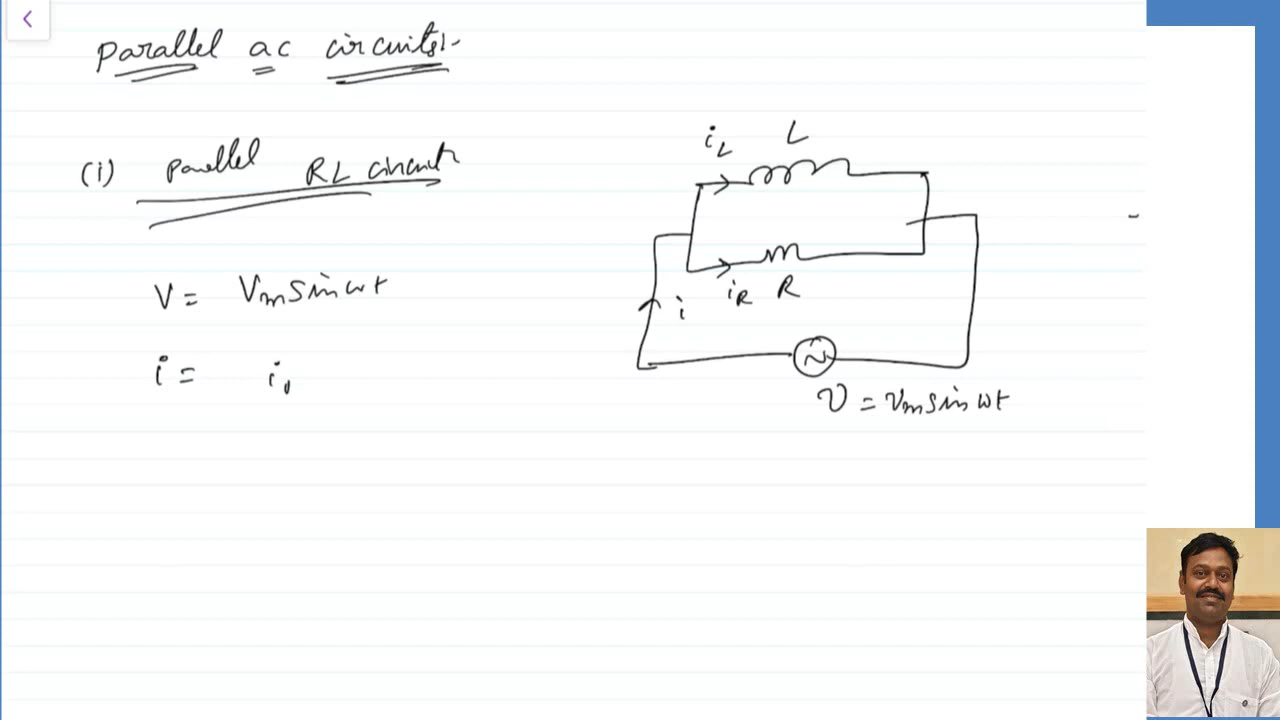 Parallel ac circuits:-
(i) Parallel RL circuit
V = Vm sin ωt
i = i
iL L
iR R
i
v = vm sin ωt